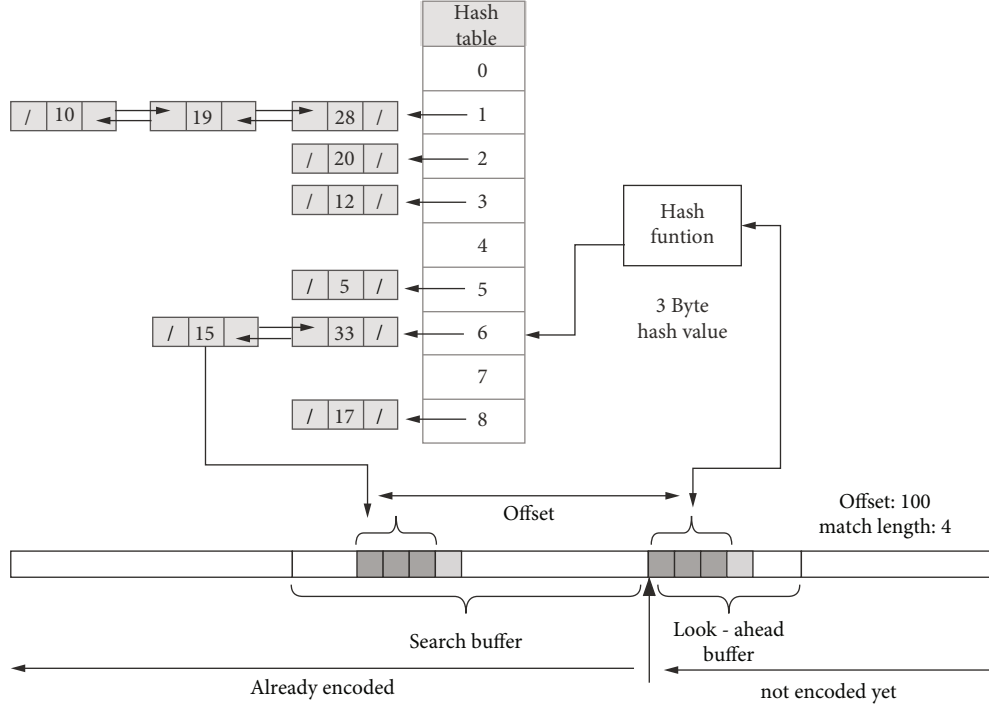 Hash
table
0
/ 10
19
28 /
1
/ 20 /
2
/ 12 /
3
Hash
funtion
4
/ 5 /
5
3 Byte
hash value
/ 15
33 /
6
7
/ 17 /
8
Offset
Offset: 100
match length: 4
Search buffer
Look - ahead
buffer
Already encoded
not encoded yet